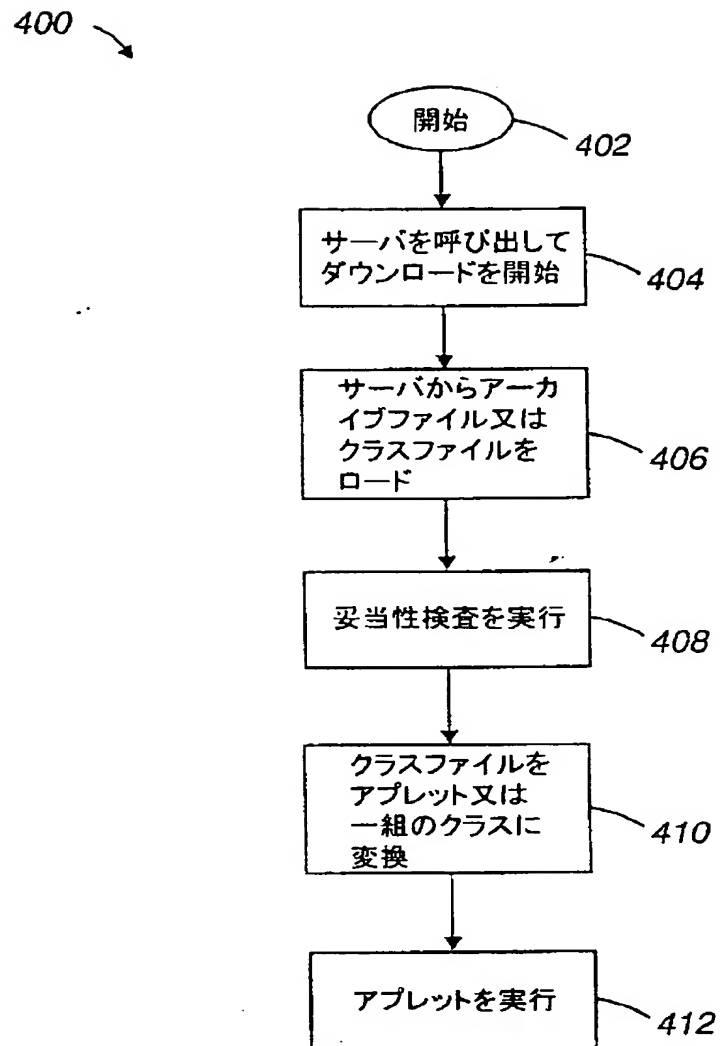 400
開始
402
サーバを呼び出して
ダウンロードを開始
404
サーバからアーカ
イブファイル又は
クラスファイルを
ロード
406
妥当性検査を実行
408
クラスファイルを
アプレット又は
一組のクラスに
変換
410
アプレットを実行
412